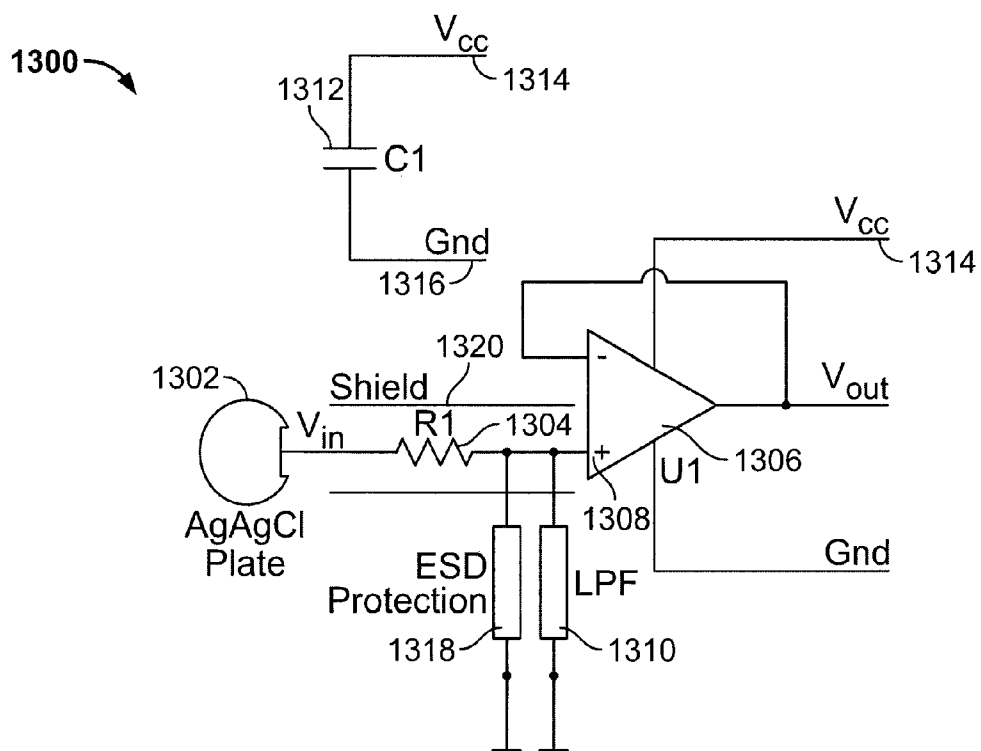 1300
Vcc
1314
1312
C1
Gnd
1316
Vcc
1314
1302
Shield
1320
Vin
R1
1304
-
+
1308
U1
1306
Vout
AgAgCl
Plate
ESD
Protection
1318
LPF
1310
Gnd